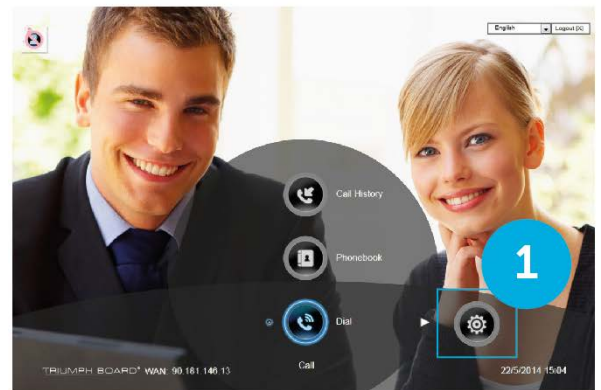 English Logout [X]
Call History
Phonebook
1
Dial
Call
TRIUMPH BOARD® WAN: 90.181.146.13
22/5/2014 15:04